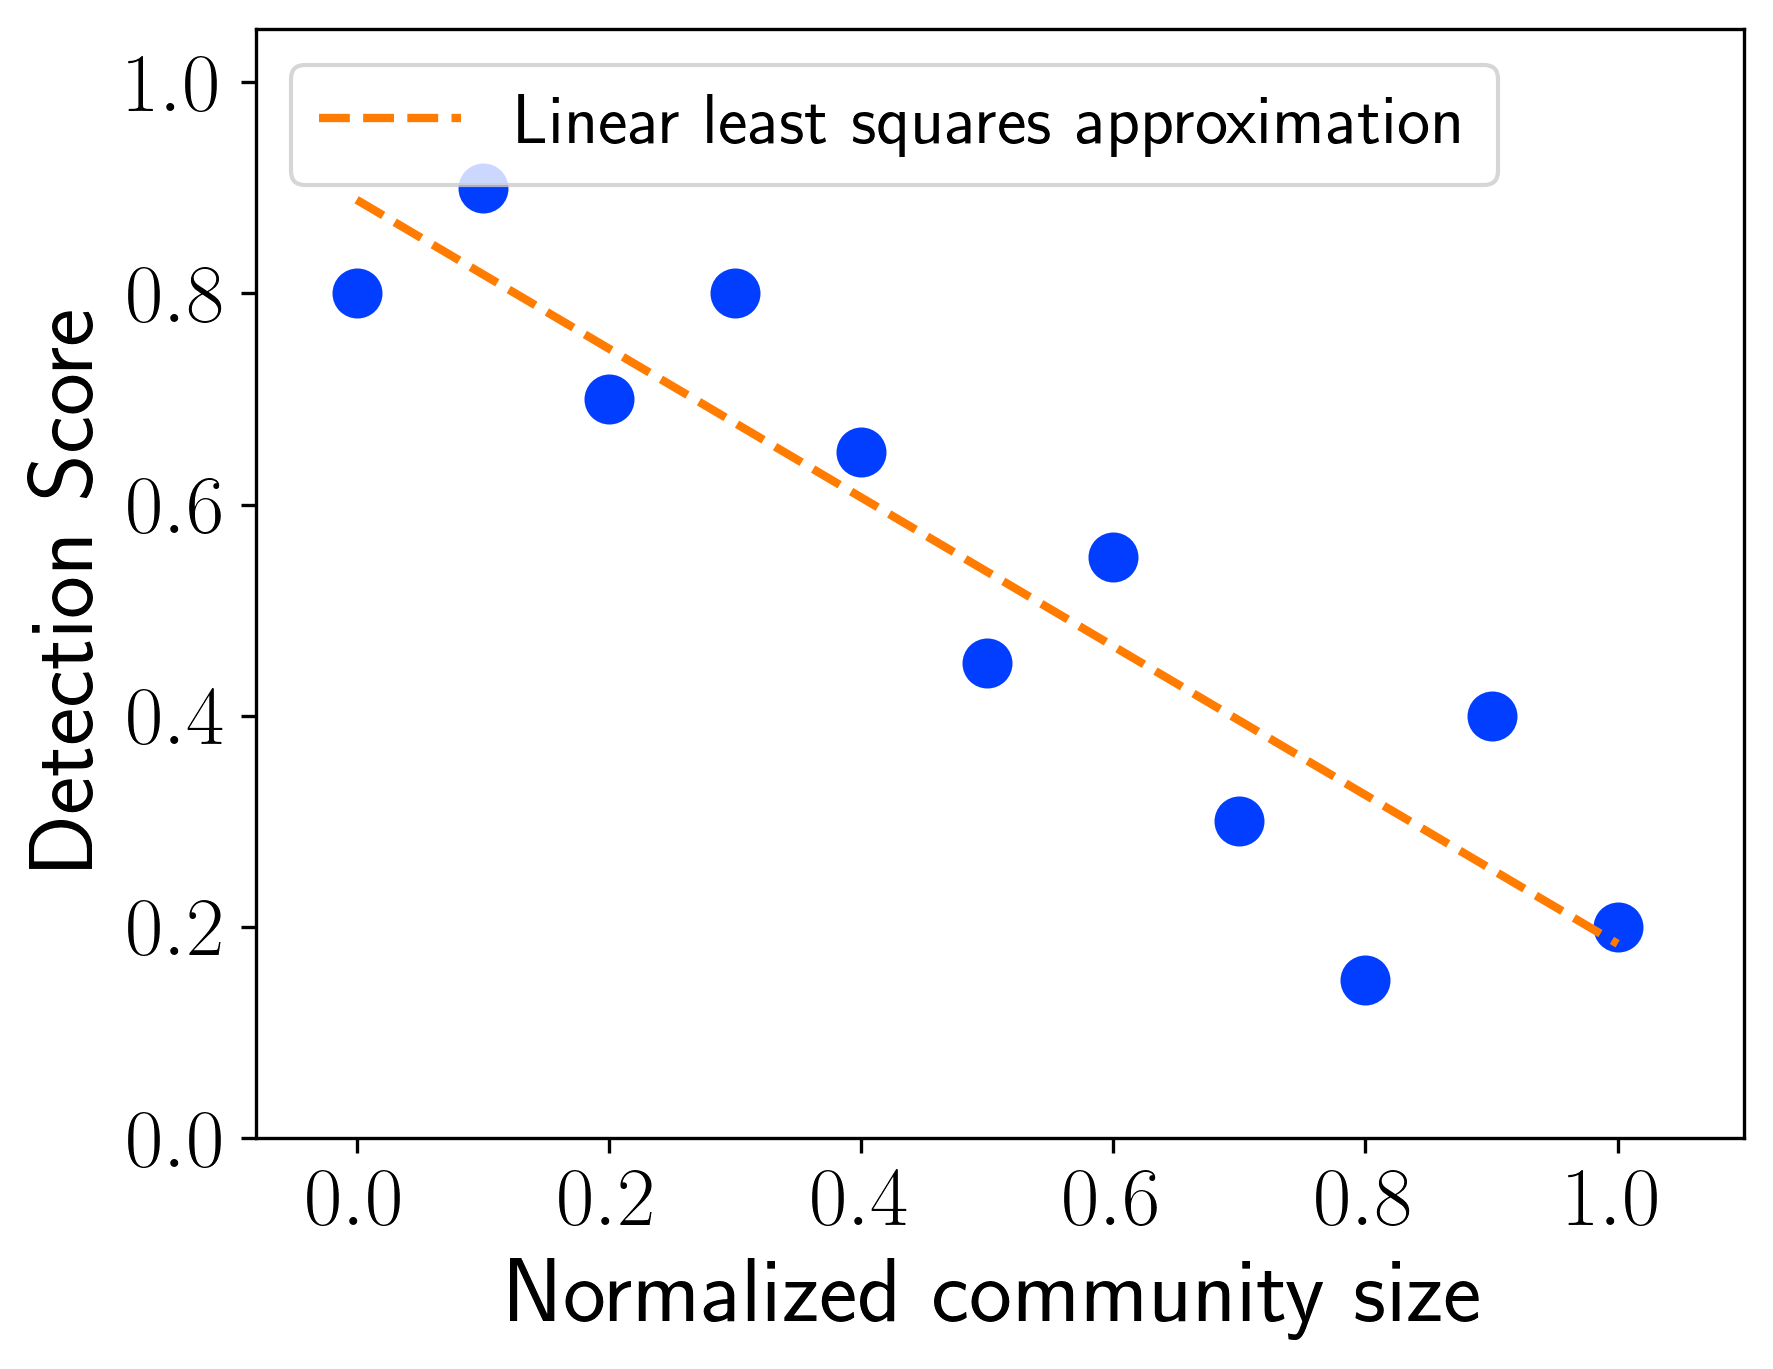 Linear least squares approximation
Detection Score
1.0
0.8
0.6
0.4
0.2
0.0
0.0 0.2 0.4 0.6 0.8 1.0
Normalized community size